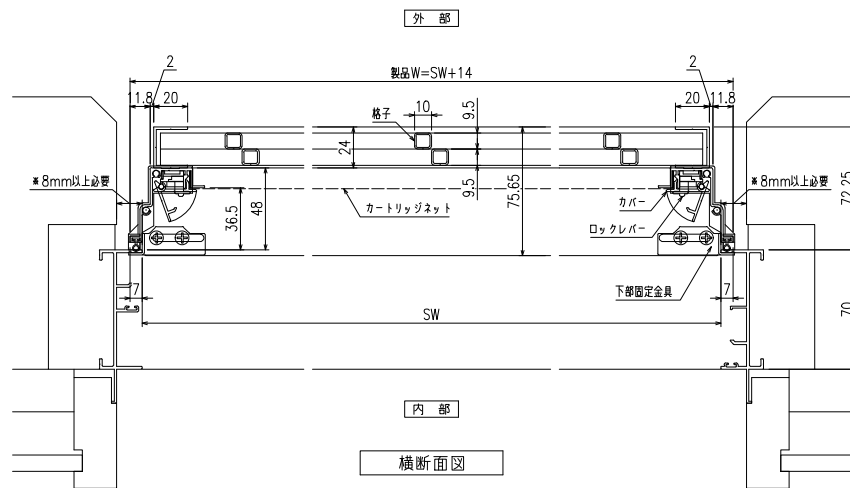 外 部
製品W=SW+14
2
2
11.8
20
20
11.8
格子
10
9.5
24
9.5
75.65
※8mm以上必要
※8mm以上必要
36.5
48
カートリッジネット
カバー
ロックレバー
72.25
下部固定金具
7
7
SW
70
内 部
横断面図